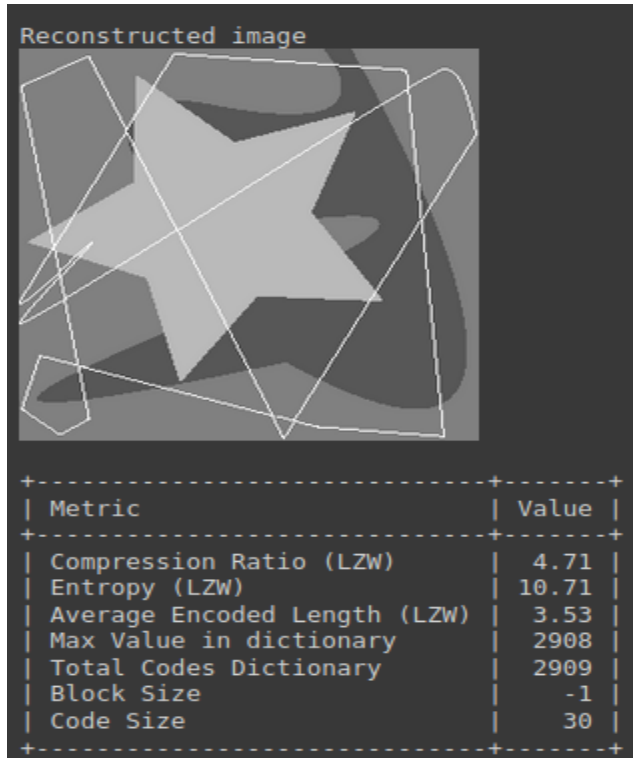 Reconstructed image
+-------------------------------+-------+
| Metric                        | Value |
+-------------------------------+-------+
| Compression Ratio (LZW)       |  4.71 |
| Entropy (LZW)                 | 10.71 |
| Average Encoded Length (LZW)  |  3.53 |
| Max Value in dictionary       |  2908 |
| Total Codes Dictionary        |  2909 |
| Block Size                    |    -1 |
| Code Size                     |    30 |
+-------------------------------+-------+